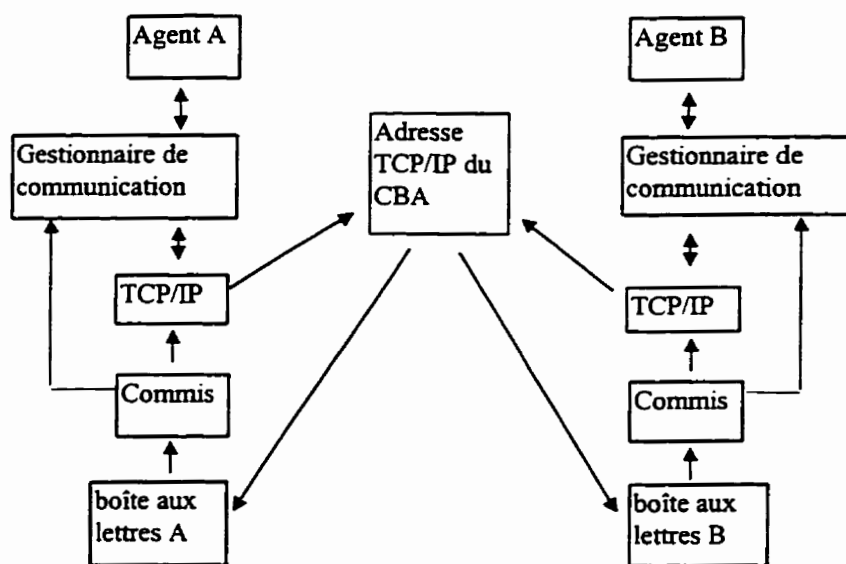 Agent A
Agent B
Adresse
TCP/IP du
CBA
Gestionnaire de
communication
Gestionnaire de
communication
TCP/IP
TCP/IP
Commis
Commis
boîte aux
lettres A
boîte aux
lettres B